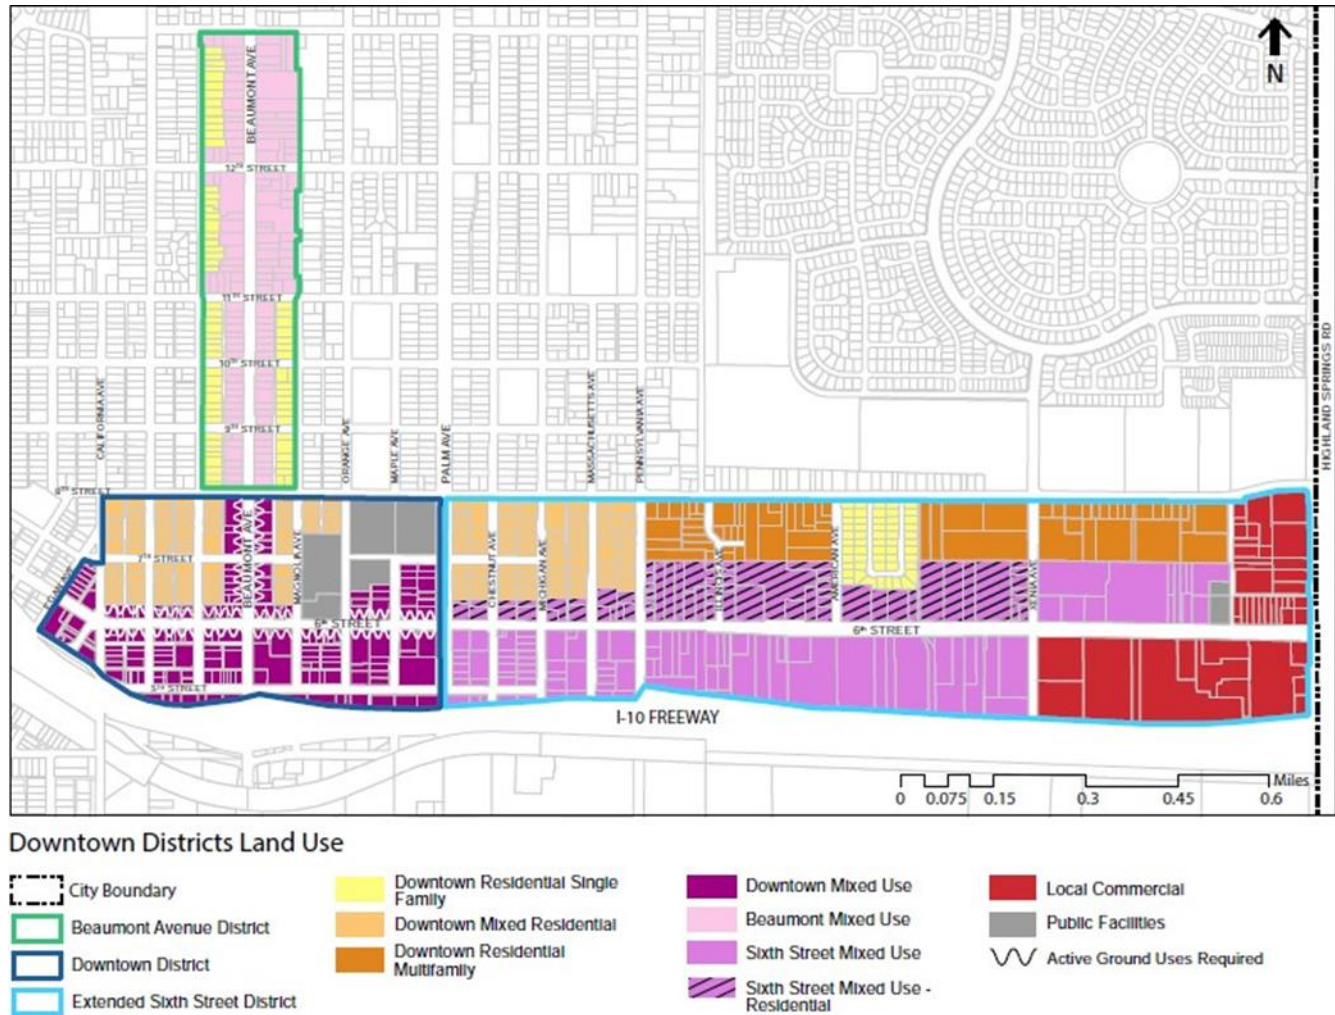 N
BEAUMONT AVE
12TH STREET
11TH STREET
10TH STREET
9TH STREET
CALIFORNIA AVE
ORANGE AVE
MAPLE AVE
PALM AVE
MASSACHUSETTS AVE
PENNSYLVANIA AVE
HIGHLAND SPRINGS RD
8TH STREET
7TH STREET
EGAN AVE
BEAUMONT AVE
MAGNOLIA AVE
CHESTNUT AVE
MICHIGAN AVE
ILLINOIS AVE
AMERICAN AVE
XENIA AVE
6th STREET
6th STREET
5TH STREET
I-10 FREEWAY
Miles
0 0.075 0.15 0.3 0.45 0.6
Downtown Districts Land Use
City Boundary
Beaumont Avenue District
Downtown District
Extended Sixth Street District
Downtown Residential Single
Family
Downtown Mixed Residential
Downtown Residential
Multifamily
Downtown Mixed Use
Beaumont Mixed Use
Sixth Street Mixed Use
Sixth Street Mixed Use -
Residential
Local Commercial
Public Facilities
Active Ground Uses Required